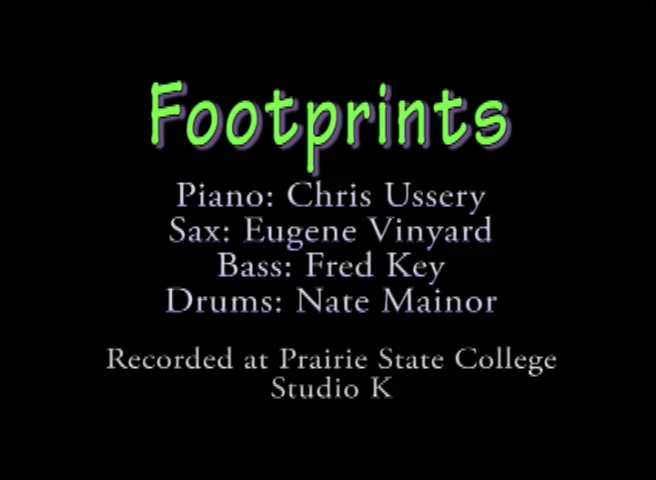 Footprints
Piano: Chris Ussery
Sax: Eugene Vinyard
Bass: Fred Key
Drums: Nate Mainor
Recorded at Prairie State College
Studio K